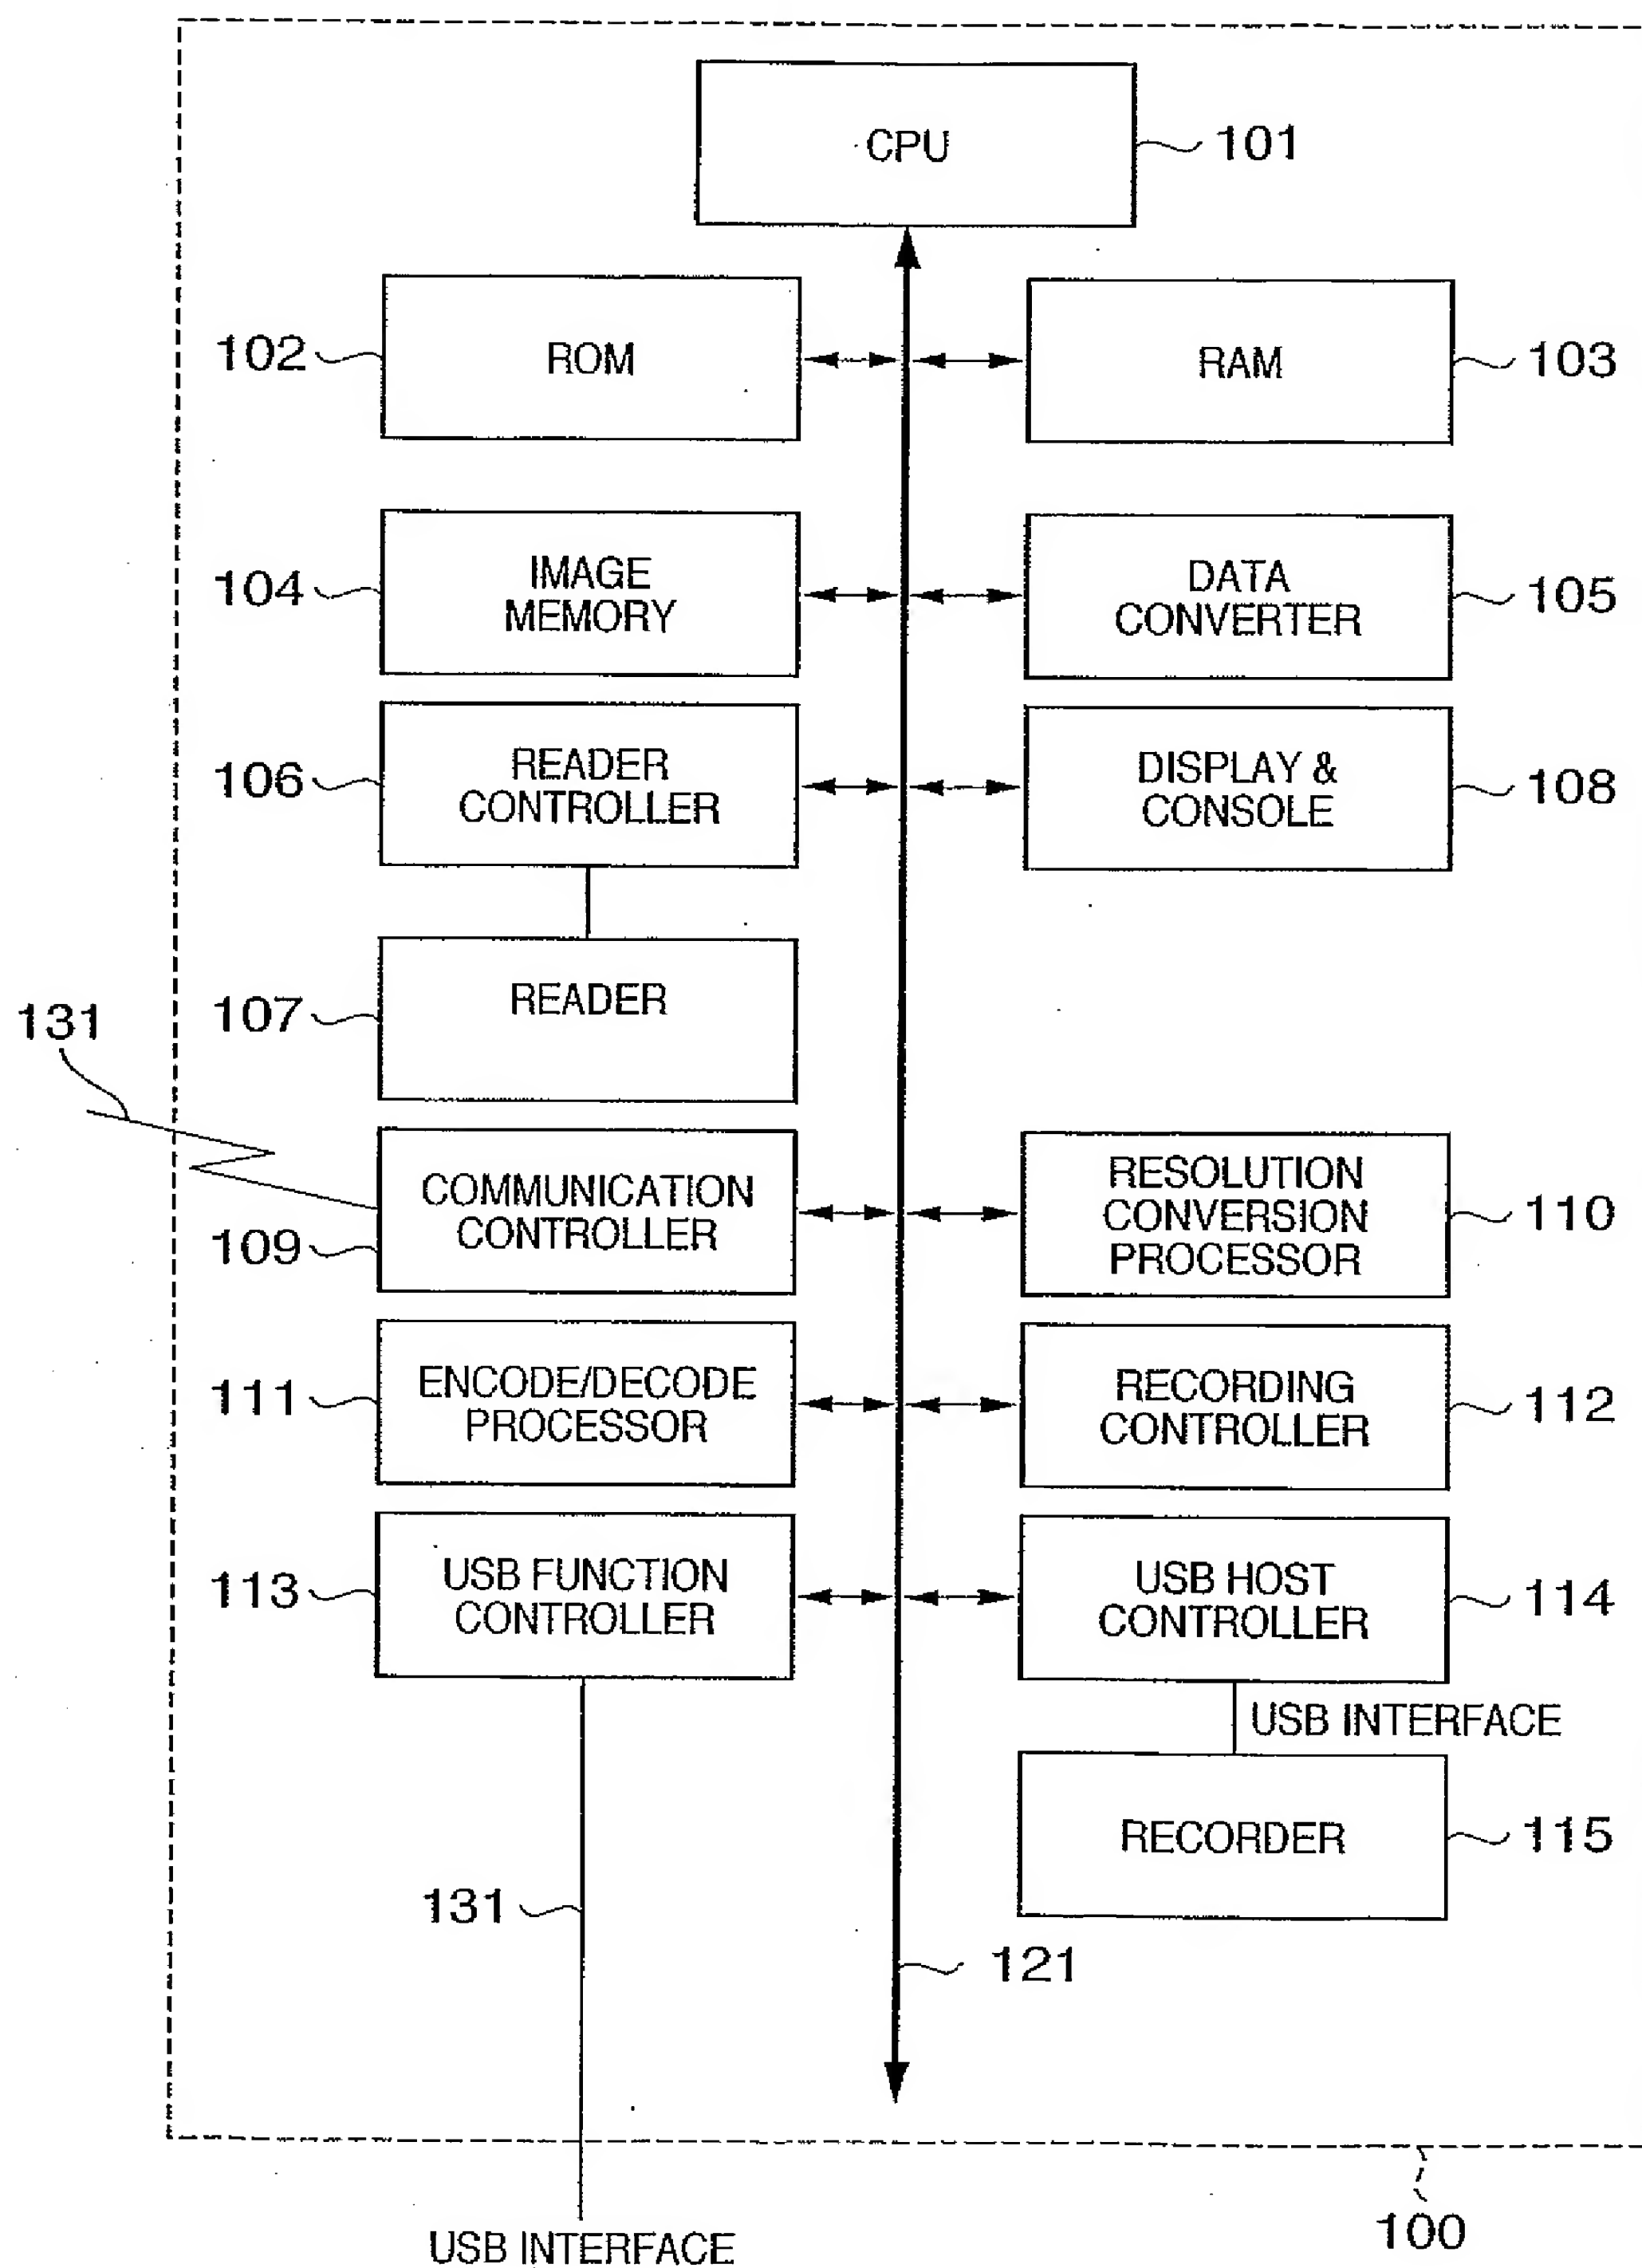 CPU
101
102
ROM
RAM
103
104
IMAGE
MEMORY
DATA
CONVERTER
105
106
READER
CONTROLLER
DISPLAY &
CONSOLE
108
131
107
READER
109
COMMUNICATION
CONTROLLER
RESOLUTION
CONVERSION
PROCESSOR
110
111
ENCODE/DECODE
PROCESSOR
RECORDING
CONTROLLER
112
113
USB FUNCTION
CONTROLLER
USB HOST
CONTROLLER
114
USB INTERFACE
RECORDER
115
131
121
USB INTERFACE
100